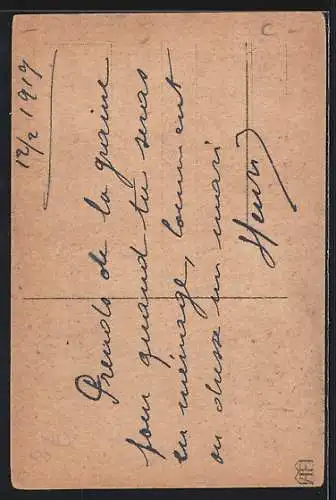 12/2 1917
Prends de la graine
pour quand tu seras
en ménage, comment
on dresse un mari
Henri